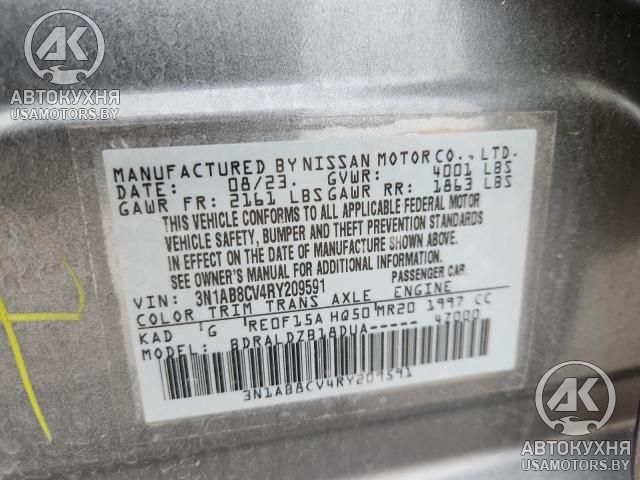 AK
АВТОКУХНЯ
USAMOTORS.BY
MANUFACTURED BY NISSAN MOTOR CO., LTD.
DATE: 08/23. GVWR: 4001 LBS
GAWR FR: 2161 LBS GAWR RR: 1863 LBS
THIS VEHICLE CONFORMS TO ALL APPLICABLE FEDERAL MOTOR
VEHICLE SAFETY, BUMPER AND THEFT PREVENTION STANDARDS
IN EFFECT ON THE DATE OF MANUFACTURE SHOWN ABOVE.
SEE OWNER'S MANUAL FOR ADDITIONAL INFORMATION.
VIN: 3N1AB8CV4RY209591 PASSENGER CAR
COLOR TRIM TRANS AXLE ENGINE
KAD G RE0F15A HQ50 MR20 1997 CC
MODEL: BDRALDZB18DUA----- 47000
3N1AB8CV4RY209591
AK
АВТОКУХНЯ
USAMOTORS.BY